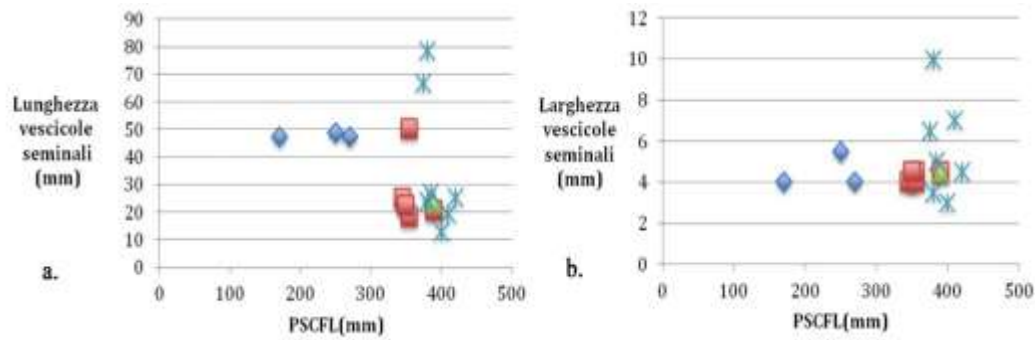 90
80
70
60
50
40
30
20
10
0
Lunghezza
vescicole
seminali
(mm)
a.
0 100 200 300 400 500
PSCFL(mm)
12
10
8
6
4
2
0
Larghezza
vescicole
seminali
(mm)
b.
0 100 200 300 400 500
PSCFL(mm)